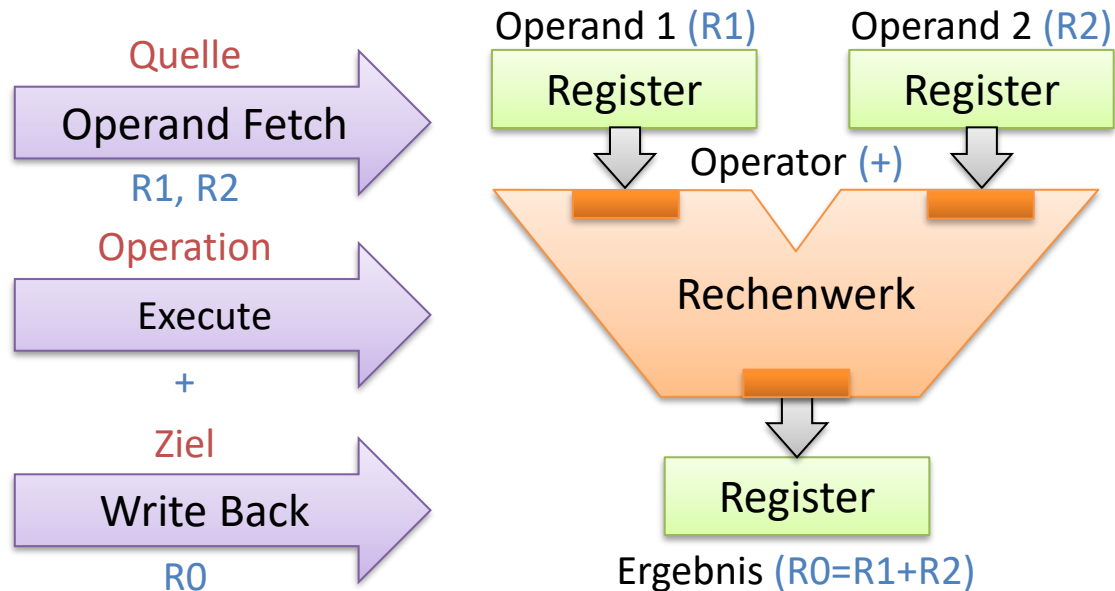 Quelle
Operand Fetch
R1, R2
Operation
Execute
+
Ziel
Write Back
R0
Operand 1 (R1)
Operand 2 (R2)
Register
Register
Operator (+)
Rechenwerk
Register
Ergebnis (R0=R1+R2)